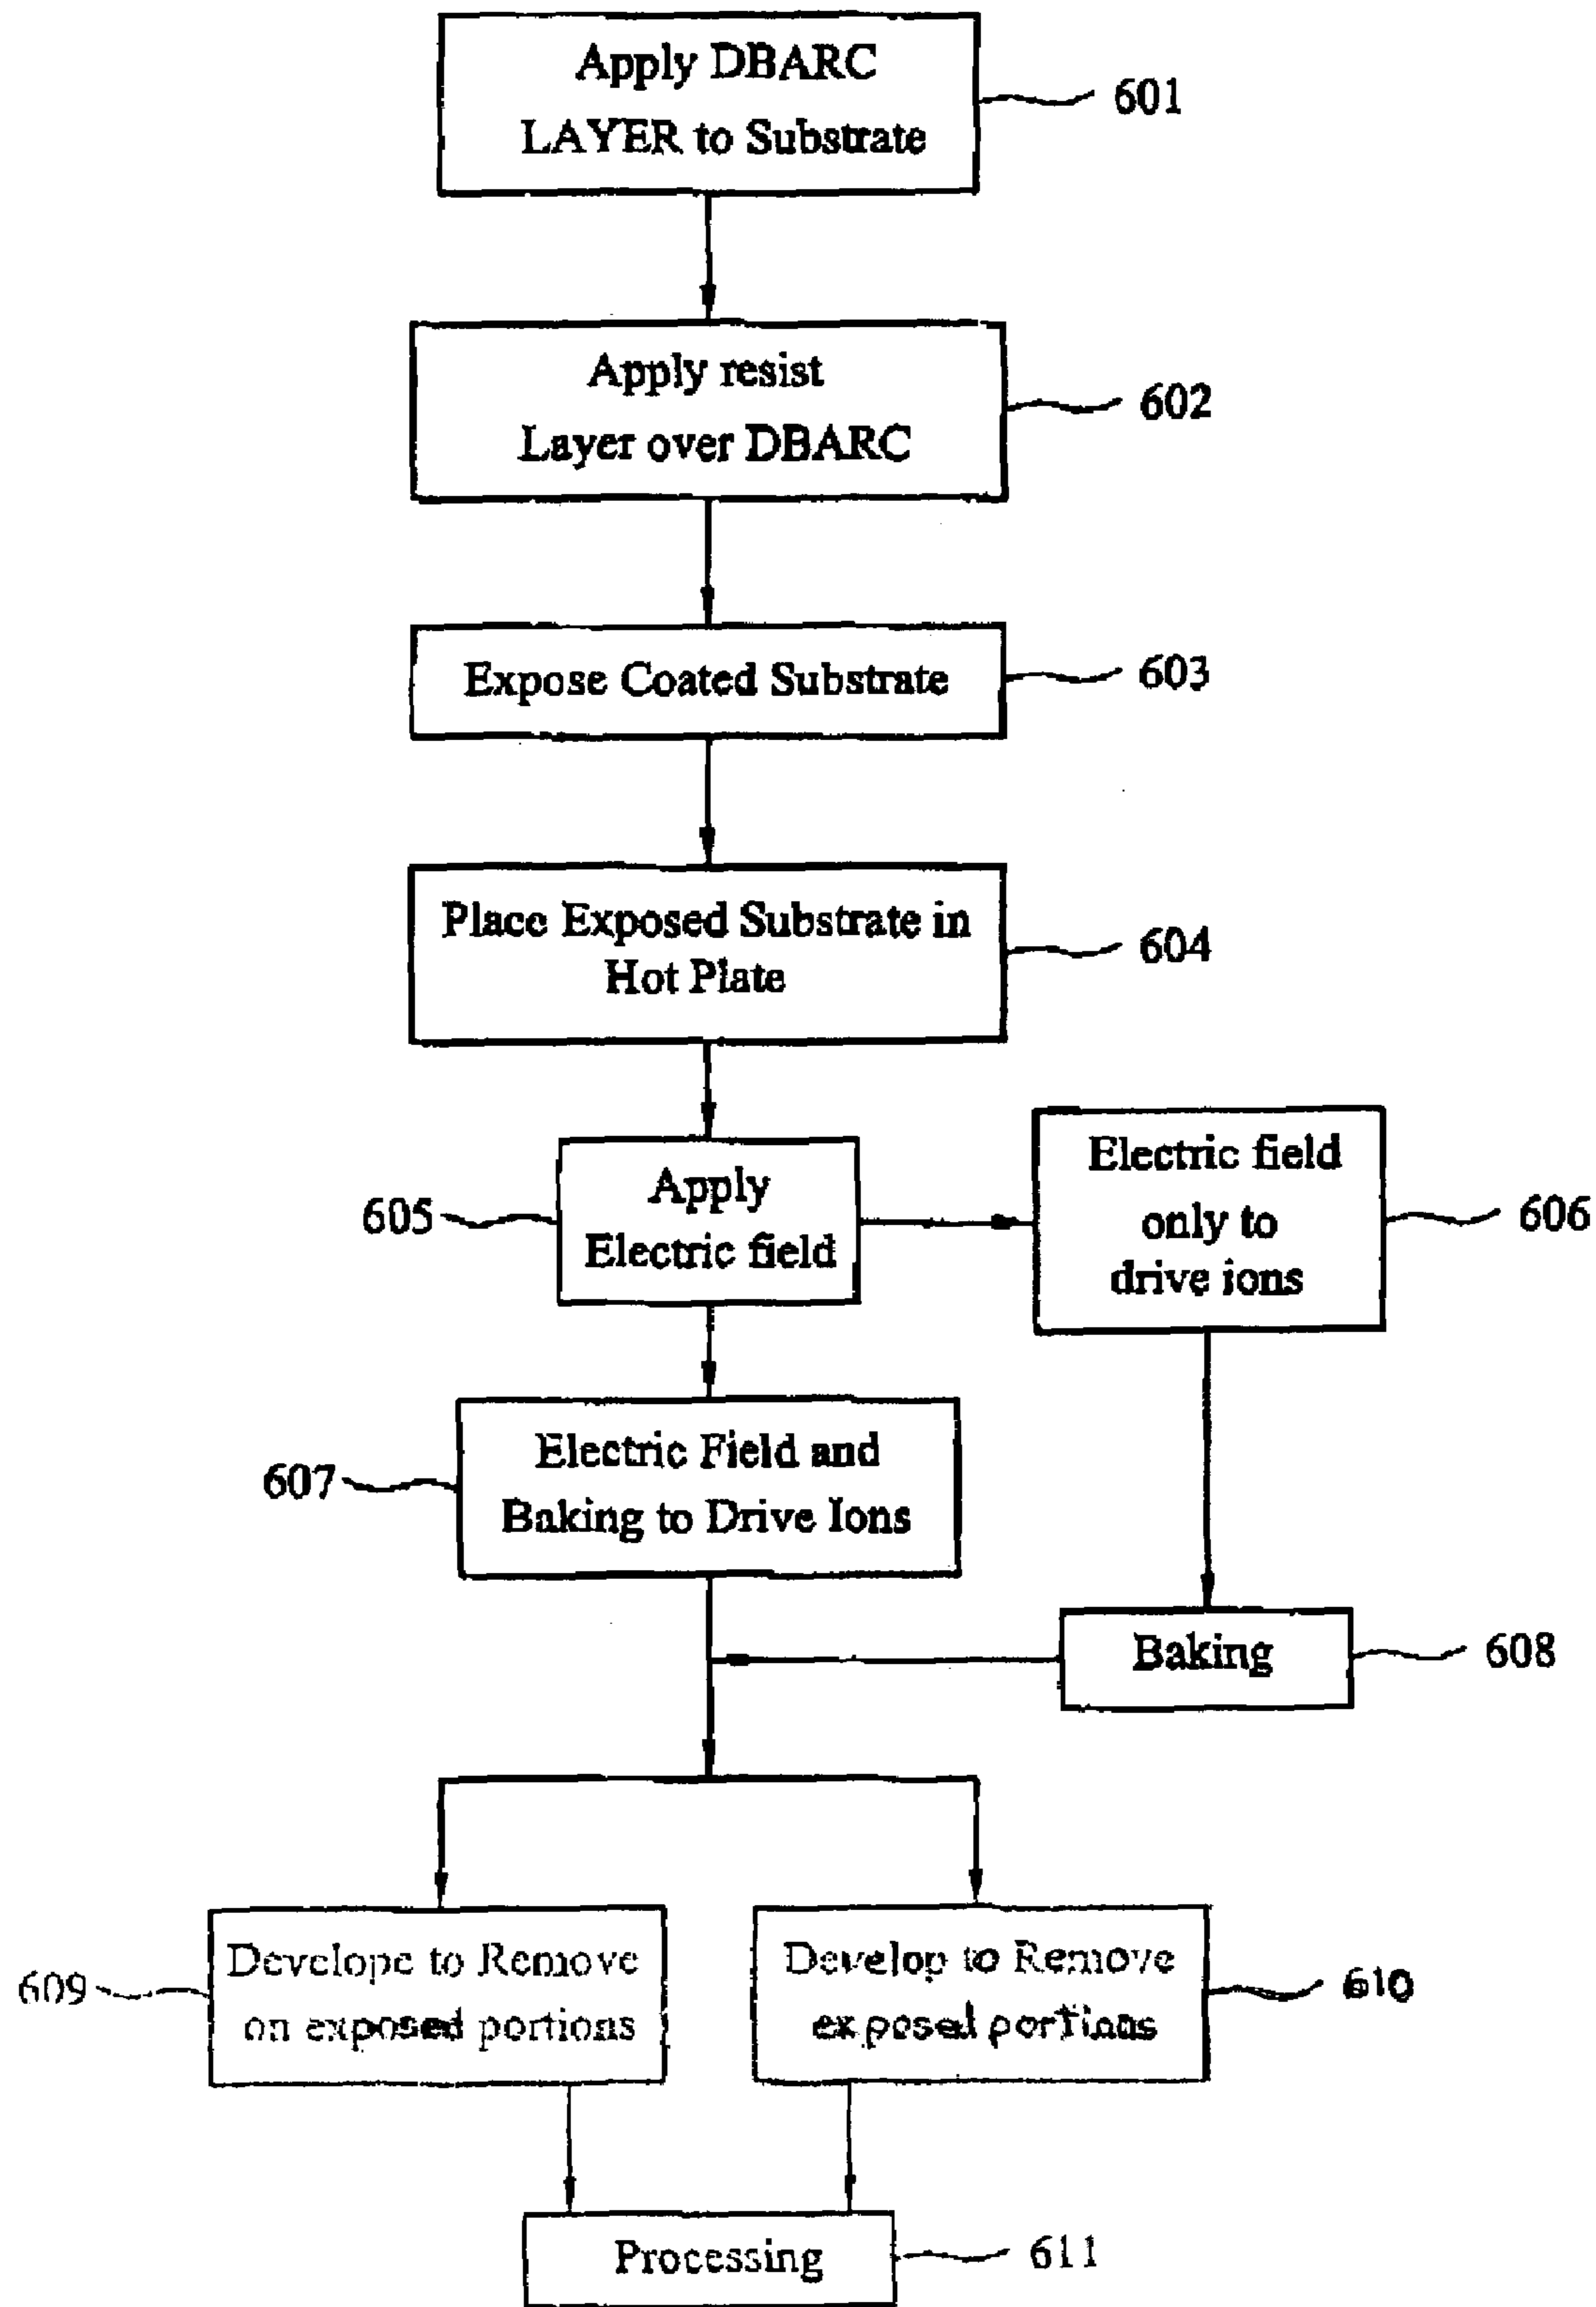 Apply DBARC
LAYER to Substrate
601
Apply resist
Layer over DBARC
602
Expose Coated Substrate
603
Place Exposed Substrate in
Hot Plate
604
605
Apply
Electric field
Electric field
only to
drive ions
606
607
Electric Field and
Baking to Drive Ions
Baking
608
609
Develope to Remove
on exposed portions
Develop to Remove
exposed portions
610
Processing
611